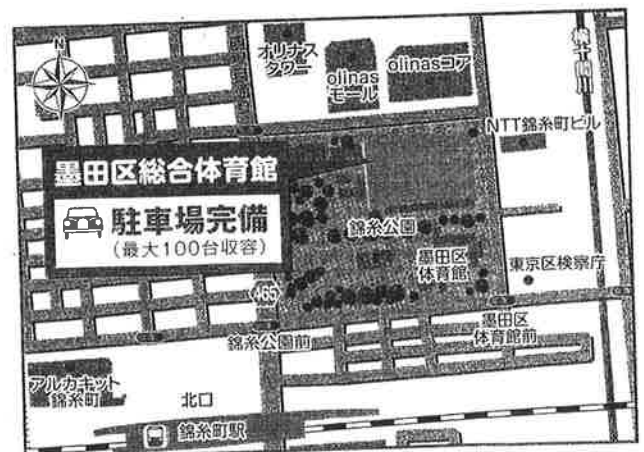 N
オリナス
タワー
olinas
モール
olinasコア
横十間川
NTT錦糸町ビル
墨田区総合体育館
駐車場完備
(最大100台収容)
錦糸公園
墨田区
体育館
東京区検察庁
465
錦糸公園前
墨田区
体育館前
アルカキット
錦糸町
北口
錦糸町駅